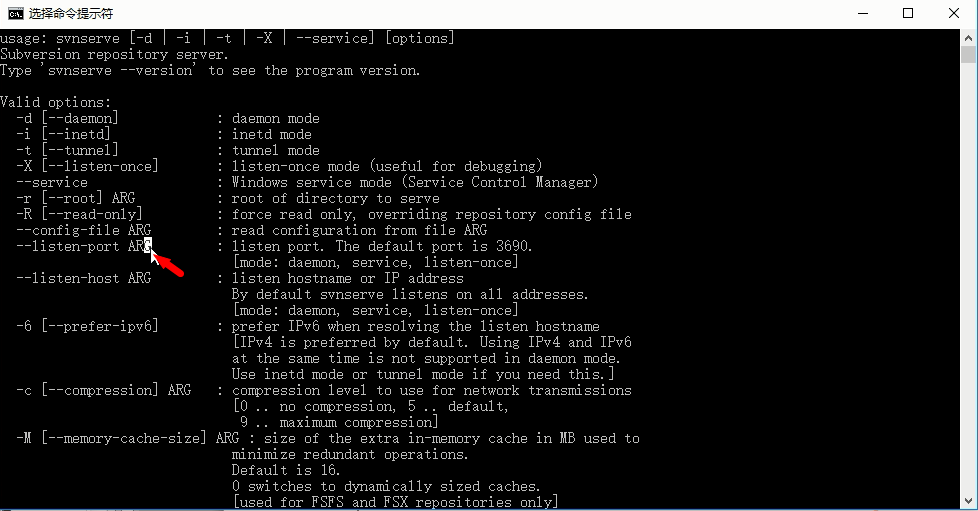 选择命令提示符
usage: svnserve [-d | -i | -t | -X | --service] [options]
Subversion repository server.
Type 'svnserve --version' to see the program version.
Valid options:
-d [--daemon] : daemon mode
-i [--inetd] : inetd mode
-t [--tunnel] : tunnel mode
-X [--listen-once] : listen-once mode (useful for debugging)
--service : Windows service mode (Service Control Manager)
-r [--root] ARG : root of directory to serve
-R [--read-only] : force read only, overriding repository config file
--config-file ARG : read configuration from file ARG
--listen-port ARG : listen port. The default port is 3690.
[mode: daemon, service, listen-once]
--listen-host ARG : listen hostname or IP address
By default svnserve listens on all addresses.
[mode: daemon, service, listen-once]
-6 [--prefer-ipv6] : prefer IPv6 when resolving the listen hostname
[IPv4 is preferred by default. Using IPv4 and IPv6
at the same time is not supported in daemon mode.
Use inetd mode or tunnel mode if you need this.]
-c [--compression] ARG : compression level to use for network transmissions
[0 .. no compression, 5 .. default,
9 .. maximum compression]
-M [--memory-cache-size] ARG : size of the extra in-memory cache in MB used to
minimize redundant operations.
Default is 16.
0 switches to dynamically sized caches.
[used for FSFS and FSX repositories only]